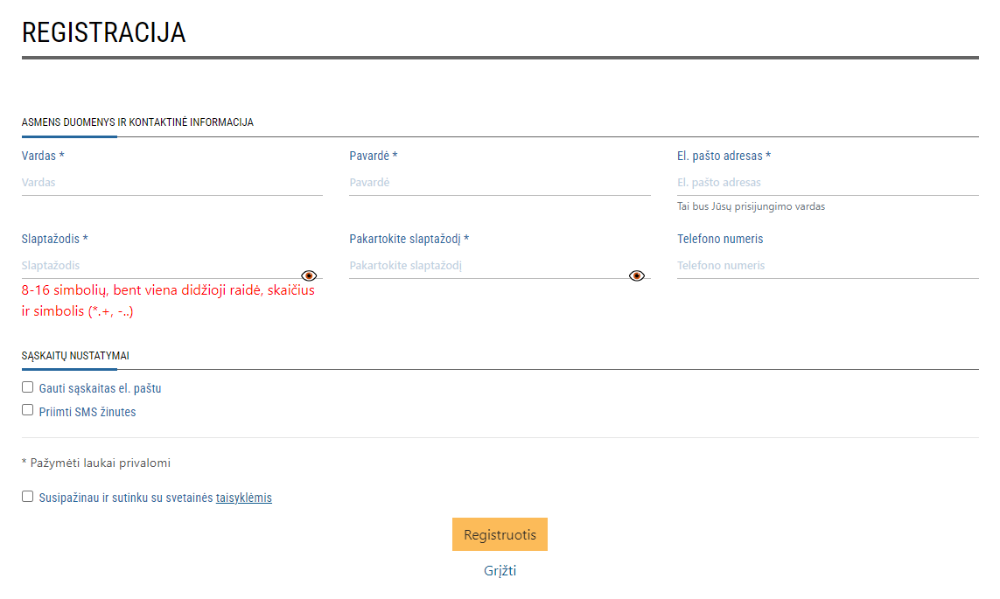 REGISTRACIJA
ASMENS DUOMENYS IR KONTAKTINĖ INFORMACIJA
Vardas *
Pavardė *
El. pašto adresas *
Vardas
Pavardė
El. pašto adresas
Tai bus Jūsų prisijungimo vardas
Slaptažodis *
Pakartokite slaptažodį *
Telefono numeris
Slaptažodis
Pakartokite slaptažodį
Telefono numeris
8-16 simbolių, bent viena didžioji raidė, skaičius
ir simbolis (*.+, -..)
SĄSKAITŲ NUSTATYMAI
Gauti sąskaitas el. paštu
Priimti SMS žinutes
* Pažymėti laukai privalomi
Susipažinau ir sutinku su svetainės taisyklėmis
Registruotis
Grįžti